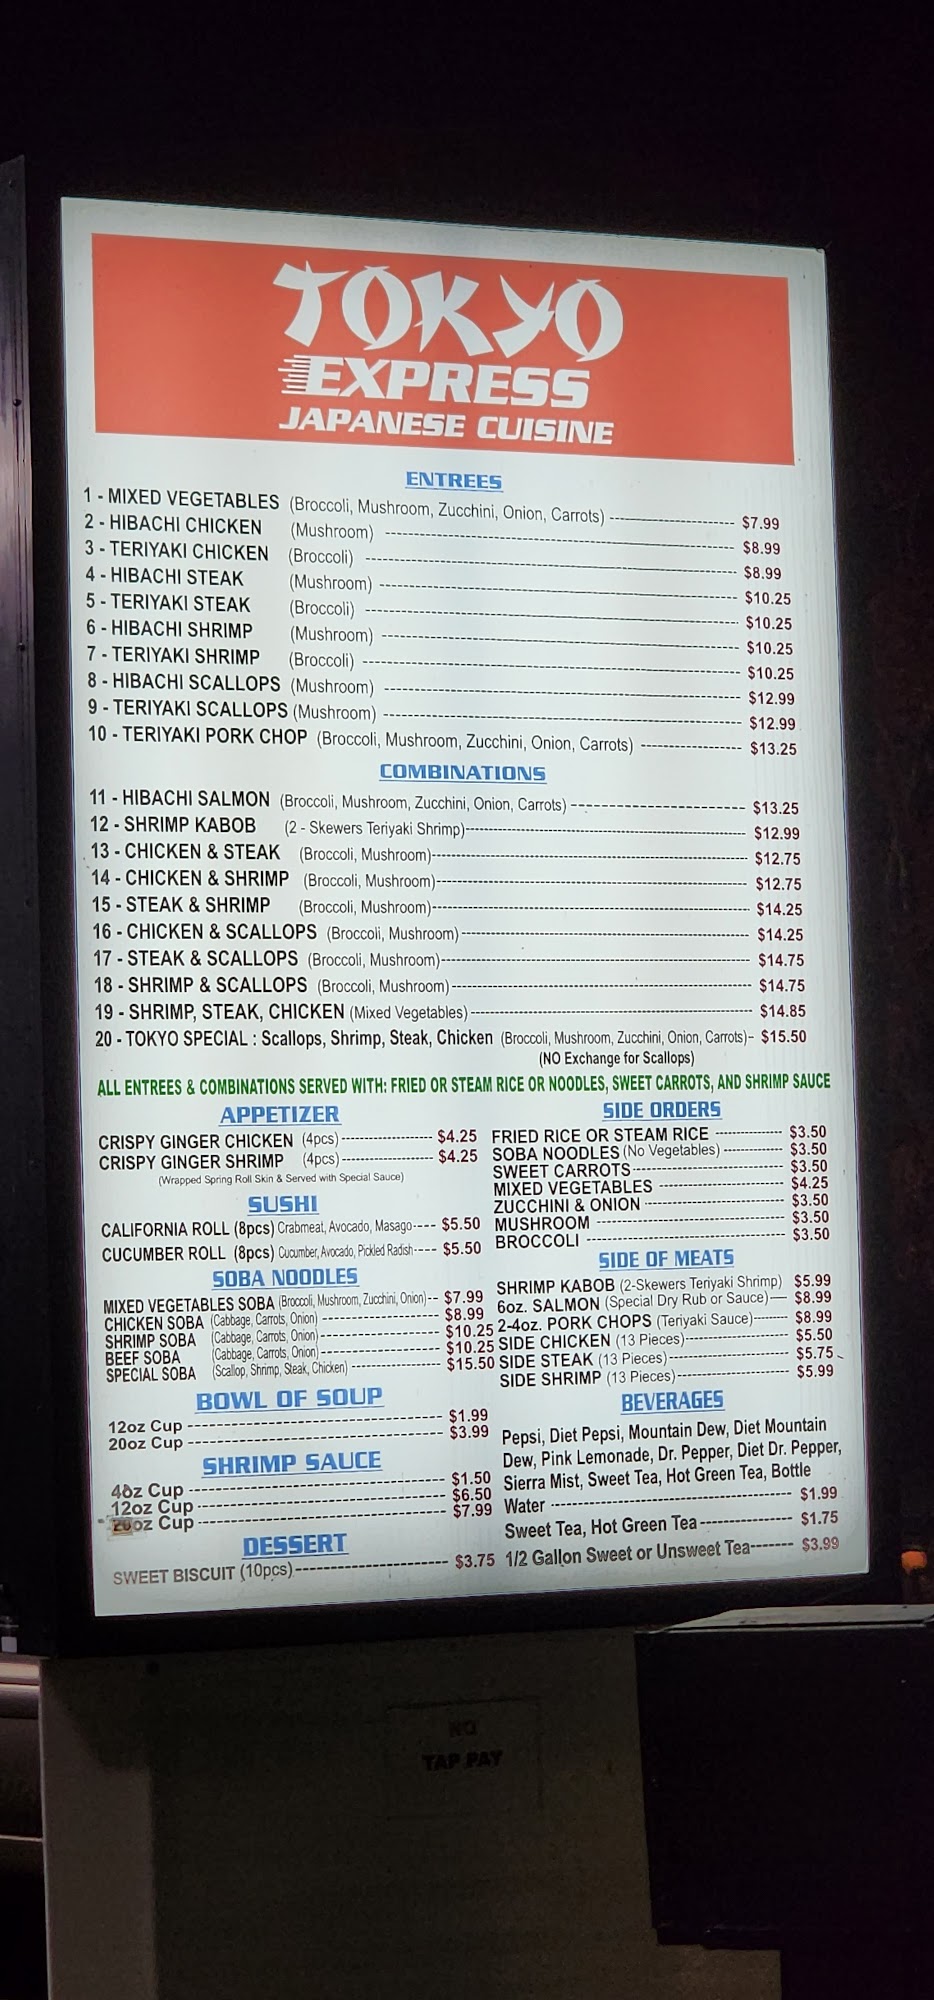 TOKYO
EXPRESS
JAPANESE CUISINE
ENTREES
1 - MIXED VEGETABLES (Broccoli, Mushroom, Zucchini, Onion, Carrots) $7.99
2 - HIBACHI CHICKEN (Mushroom) $8.99
3 - TERIYAKI CHICKEN (Broccoli) $8.99
4 - HIBACHI STEAK (Mushroom) $10.25
5 - TERIYAKI STEAK (Broccoli) $10.25
6 - HIBACHI SHRIMP (Mushroom) $10.25
7 - TERIYAKI SHRIMP (Broccoli) $10.25
8 - HIBACHI SCALLOPS (Mushroom) $12.99
9 - TERIYAKI SCALLOPS (Mushroom) $12.99
10 - TERIYAKI PORK CHOP (Broccoli, Mushroom, Zucchini, Onion, Carrots) $13.25
COMBINATIONS
11 - HIBACHI SALMON (Broccoli, Mushroom, Zucchini, Onion, Carrots) $13.25
12 - SHRIMP KABOB (2 - Skewers Teriyaki Shrimp) $12.99
13 - CHICKEN & STEAK (Broccoli, Mushroom) $12.75
14 - CHICKEN & SHRIMP (Broccoli, Mushroom) $12.75
15 - STEAK & SHRIMP (Broccoli, Mushroom) $14.25
16 - CHICKEN & SCALLOPS (Broccoli, Mushroom) $14.25
17 - STEAK & SCALLOPS (Broccoli, Mushroom) $14.75
18 - SHRIMP & SCALLOPS (Broccoli, Mushroom) $14.75
19 - SHRIMP, STEAK, CHICKEN (Mixed Vegetables) $14.85
20 - TOKYO SPECIAL : Scallops, Shrimp, Steak, Chicken (Broccoli, Mushroom, Zucchini, Onion, Carrots) $15.50
(NO Exchange for Scallops)
ALL ENTREES & COMBINATIONS SERVED WITH: FRIED OR STEAM RICE OR NOODLES, SWEET CARROTS, AND SHRIMP SAUCE
APPETIZER
CRISPY GINGER CHICKEN (4pcs) $4.25
CRISPY GINGER SHRIMP (4pcs) $4.25
(Wrapped Spring Roll Skin & Served with Special Sauce)
SUSHI
CALIFORNIA ROLL (8pcs) Crabmeat, Avocado, Masago $5.50
CUCUMBER ROLL (8pcs) Cucumber, Avocado, Pickled Radish $5.50
SOBA NOODLES
MIXED VEGETABLES SOBA (Broccoli, Mushroom, Zucchini, Onion) $7.99
CHICKEN SOBA (Cabbage, Carrots, Onion) $8.99
SHRIMP SOBA (Cabbage, Carrots, Onion) $10.25
BEEF SOBA (Cabbage, Carrots, Onion) $10.25
SPECIAL SOBA (Scallop, Shrimp, Steak, Chicken) $15.50
BOWL OF SOUP
12oz Cup $1.99
20oz Cup $3.99
SHRIMP SAUCE
4oz Cup $1.50
12oz Cup $6.50
20oz Cup $7.99
DESSERT
SWEET BISCUIT (10pcs) $3.75
SIDE ORDERS
FRIED RICE OR STEAM RICE $3.50
SOBA NOODLES (No Vegetables) $3.50
SWEET CARROTS $3.50
MIXED VEGETABLES $4.25
ZUCCHINI & ONION $3.50
MUSHROOM $3.50
BROCCOLI $3.50
SIDE OF MEATS
SHRIMP KABOB (2-Skewers Teriyaki Shrimp) $5.99
6oz. SALMON (Special Dry Rub or Sauce) $8.99
2-4oz. PORK CHOPS (Teriyaki Sauce) $8.99
SIDE CHICKEN (13 Pieces) $5.50
SIDE STEAK (13 Pieces) $5.75
SIDE SHRIMP (13 Pieces) $5.99
BEVERAGES
Pepsi, Diet Pepsi, Mountain Dew, Diet Mountain
Dew, Pink Lemonade, Dr. Pepper, Diet Dr. Pepper,
Sierra Mist, Sweet Tea, Hot Green Tea, Bottle
Water $1.99
Sweet Tea, Hot Green Tea $1.75
1/2 Gallon Sweet or Unsweet Tea $3.99
NO
TAP PAY